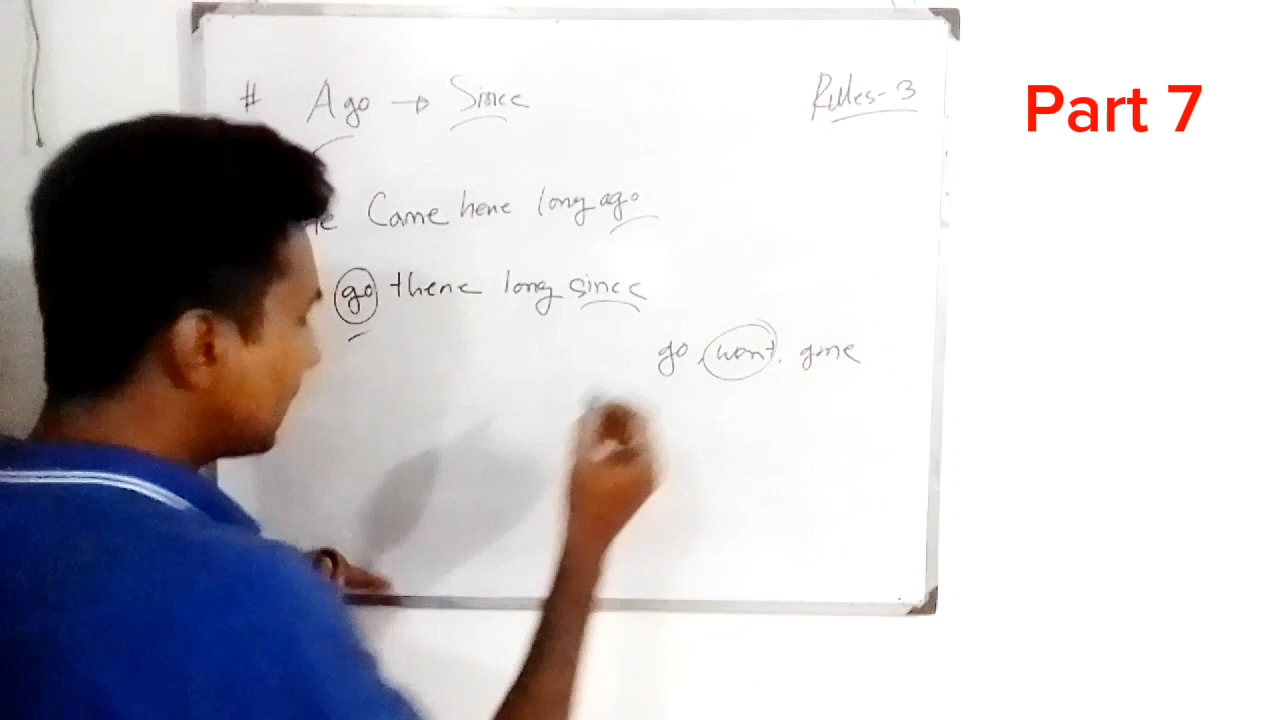 # Ago → Since
Rules-3
Part 7
Came here long ago
go there long since
go, went, gone